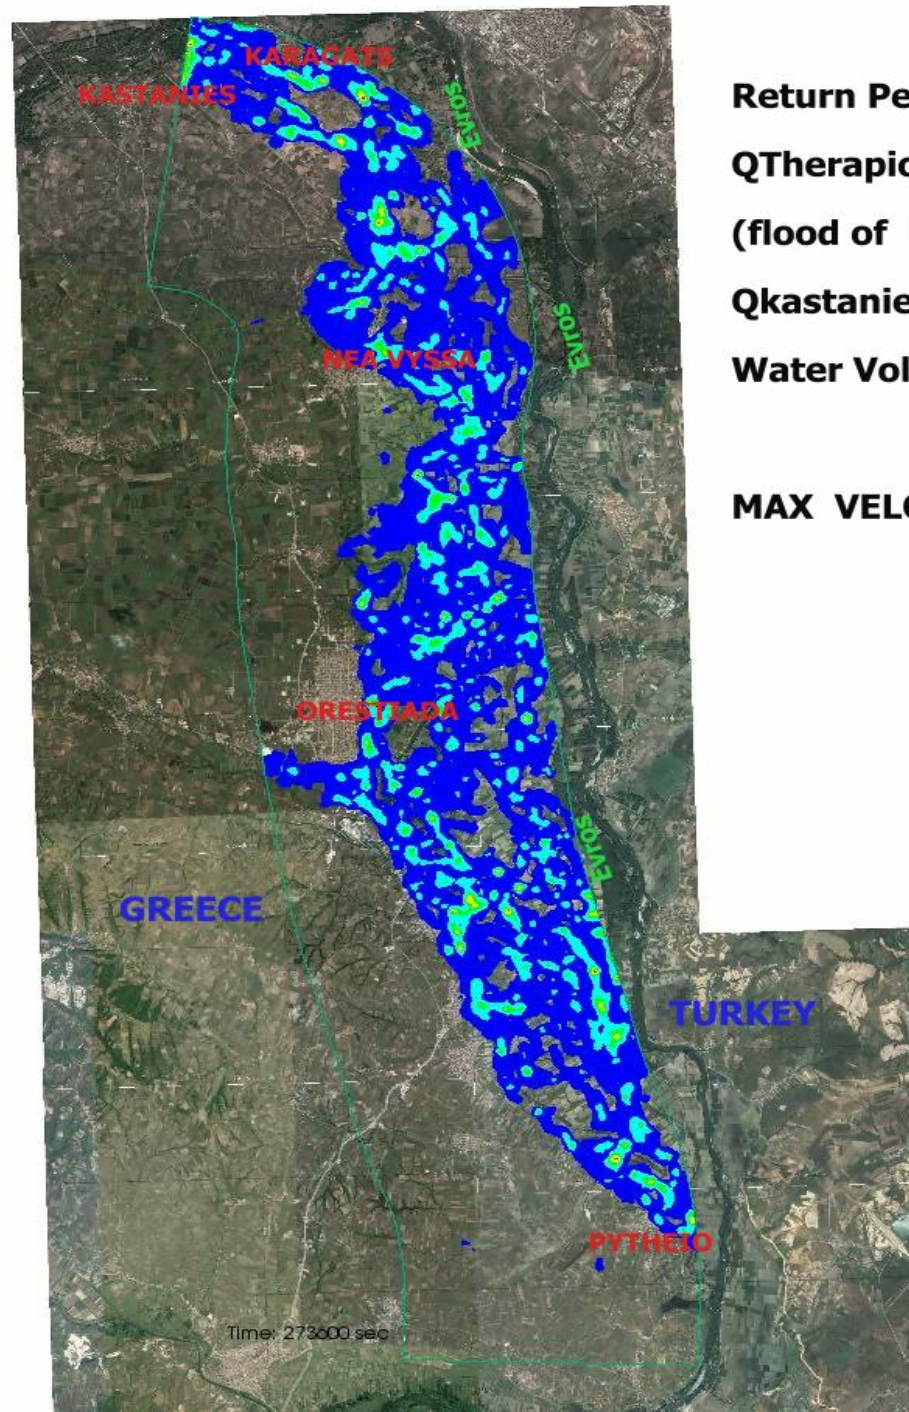 KARAGATS
KASTANIES
Evros
Return Pe
QTherapio
(flood of
Qkastanie
Water Vol
MAX VEL
Evros
NEA VYSSA
ORESTIADA
Evros
GREECE
TURKEY
PYTHEIO
Time: 273600 sec